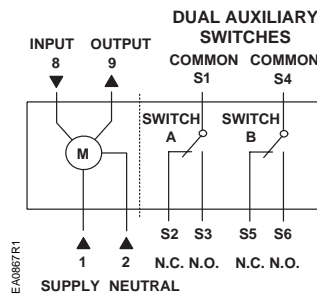 DUAL AUXILIARY
SWITCHES
INPUT OUTPUT
8 9
COMMON COMMON
S1 S4
SWITCH SWITCH
A B
M
S2 S3 S5 S6
1 2
N.C. N.O. N.C. N.O.
SUPPLY NEUTRAL
EA0867R1